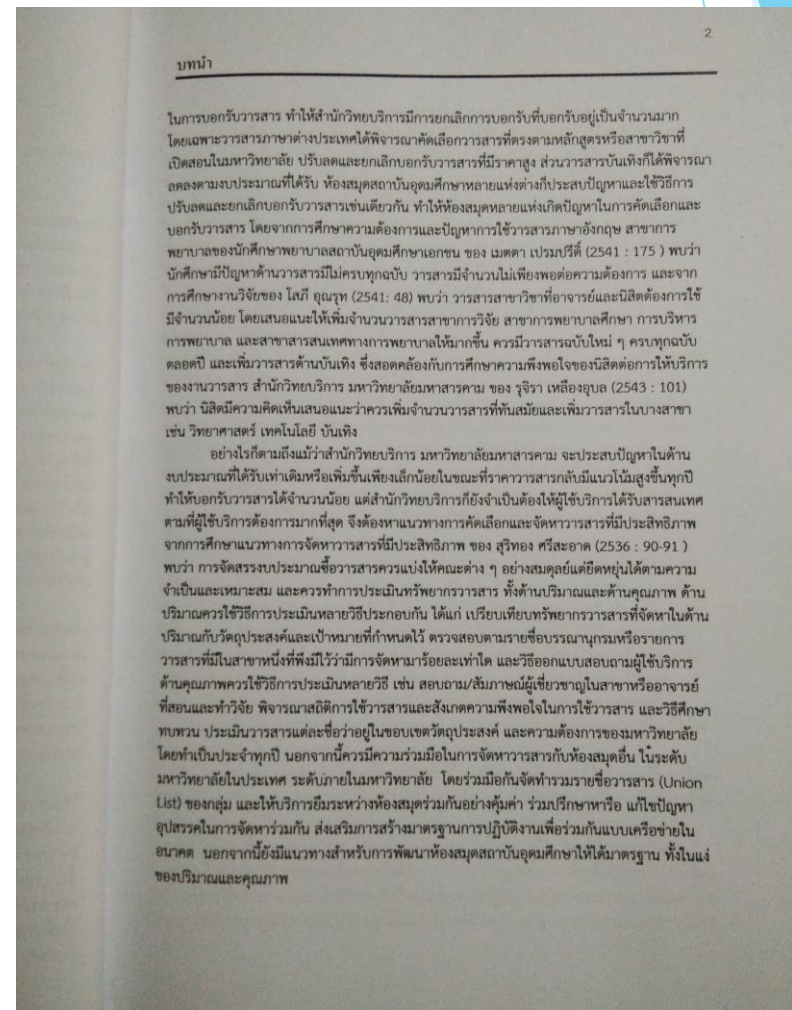 2
บทนำ
ในการบอกรับวารสาร ทำให้สำนักวิทยบริการมีการยกเลิกการบอกรับที่บอกรับอยู่เป็นจำนวนมาก
โดยเฉพาะวารสารภาษาต่างประเทศได้พิจารณาคัดเลือกวารสารที่ตรงตามหลักสูตรหรือสาขาวิชาที่
เปิดสอนในมหาวิทยาลัย ปรับลดและยกเลิกบอกรับวารสารที่มีราคาสูง ส่วนวารสารบันเทิงก็ได้พิจารณา
ลดลงตามงบประมาณที่ได้รับ ห้องสมุดสถาบันอุดมศึกษาหลายแห่งต่างก็ประสบปัญหาและใช้วิธีการ
ปรับลดและยกเลิกบอกรับวารสารเช่นเดียวกัน ทำให้ห้องสมุดหลายแห่งเกิดปัญหาในการคัดเลือกและ
บอกรับวารสาร โดยจากการศึกษาความต้องการและปัญหาการใช้วารสารภาษาอังกฤษ สาขาการ
พยาบาลของนักศึกษาพยาบาลสถาบันอุดมศึกษาเอกชน ของ เมตตา เปรมปรีดิ์ (2541 : 175 ) พบว่า
นักศึกษามีปัญหาด้านวารสารมีไม่ครบทุกฉบับ วารสารมีจำนวนไม่เพียงพอต่อความต้องการ และจาก
การศึกษางานวิจัยของ โสภี อุณรุท (2541: 48) พบว่า วารสารสาขาวิชาที่อาจารย์และนิสิตต้องการใช้
มีจำนวนน้อย โดยเสนอแนะให้เพิ่มจำนวนวารสารสาขาการวิจัย สาขาการพยาบาลศึกษา การบริหาร
การพยาบาล และสาขาสารสนเทศทางการพยาบาลให้มากขึ้น ควรมีวารสารฉบับใหม่ ๆ ครบทุกฉบับ
ตลอดปี และเพิ่มวารสารด้านบันเทิง ซึ่งสอดคล้องกับการศึกษาความพึงพอใจของนิสิตต่อการให้บริการ
ของงานวารสาร สำนักวิทยบริการ มหาวิทยาลัยมหาสารคาม ของ รุจิรา เหลืองอุบล (2543 : 101)
พบว่า นิสิตมีความคิดเห็นเสนอแนะว่าควรเพิ่มจำนวนวารสารที่ทันสมัยและเพิ่มวารสารในบางสาขา
เช่น วิทยาศาสตร์ เทคโนโลยี บันเทิง
อย่างไรก็ตามถึงแม้ว่าสำนักวิทยบริการ มหาวิทยาลัยมหาสารคาม จะประสบปัญหาในด้าน
งบประมาณที่ได้รับเท่าเดิมหรือเพิ่มขึ้นเพียงเล็กน้อยในขณะที่ราคาวารสารกลับมีแนวโน้มสูงขึ้นทุกปี
ทำให้บอกรับวารสารได้จำนวนน้อย แต่สำนักวิทยบริการก็ยังจำเป็นต้องให้ผู้ใช้บริการได้รับสารสนเทศ
ตามที่ผู้ใช้บริการต้องการมากที่สุด จึงต้องหาแนวทางการคัดเลือกและจัดหาวารสารที่มีประสิทธิภาพ
จากการศึกษาแนวทางการจัดหาวารสารที่มีประสิทธิภาพ ของ สุริทอง ศรีสะอาด (2536 : 90-91 )
พบว่า การจัดสรรงบประมาณซื้อวารสารควรแบ่งให้คณะต่าง ๆ อย่างสมดุลย์แต่ยืดหยุ่นได้ตามความ
จำเป็นและเหมาะสม และควรทำการประเมินทรัพยากรวารสาร ทั้งด้านปริมาณและด้านคุณภาพ ด้าน
ปริมาณควรใช้วิธีการประเมินหลายวิธีประกอบกัน ได้แก่ เปรียบเทียบทรัพยากรวารสารที่จัดหาในด้าน
ปริมาณกับวัตถุประสงค์และเป้าหมายที่กำหนดไว้ ตรวจสอบตามรายชื่อบรรณานุกรมหรือรายการ
วารสารที่มีในสาขาหนึ่งที่พึงมีไว้ว่ามีการจัดหามาร้อยละเท่าใด และวิธีออกแบบสอบถามผู้ใช้บริการ
ด้านคุณภาพควรใช้วิธีการประเมินหลายวิธี เช่น สอบถาม/สัมภาษณ์ผู้เชี่ยวชาญในสาขาหรืออาจารย์
ที่สอนและทำวิจัย พิจารณาสถิติการใช้วารสารและสังเกตความพึงพอใจในการใช้วารสาร และวิธีศึกษา
ทบทวน ประเมินวารสารแต่ละชื่อว่าอยู่ในขอบเขตวัตถุประสงค์ และความต้องการของมหาวิทยาลัย
โดยทำเป็นประจำทุกปี นอกจากนี้ควรมีความร่วมมือในการจัดหาวารสารกับห้องสมุดอื่น ในระดับ
มหาวิทยาลัยในประเทศ ระดับภายในมหาวิทยาลัย โดยร่วมมือกันจัดทำรวมรายชื่อวารสาร (Union
List) ของกลุ่ม และให้บริการยืมระหว่างห้องสมุดร่วมกันอย่างคุ้มค่า ร่วมปรึกษาหารือ แก้ไขปัญหา
อุปสรรคในการจัดหาร่วมกัน ส่งเสริมการสร้างมาตรฐานการปฏิบัติงานเพื่อร่วมกันแบบเครือข่ายใน
อนาคต นอกจากนี้ยังมีแนวทางสำหรับการพัฒนาห้องสมุดสถาบันอุดมศึกษาให้ได้มาตรฐาน ทั้งในแง่
ของปริมาณและคุณภาพ